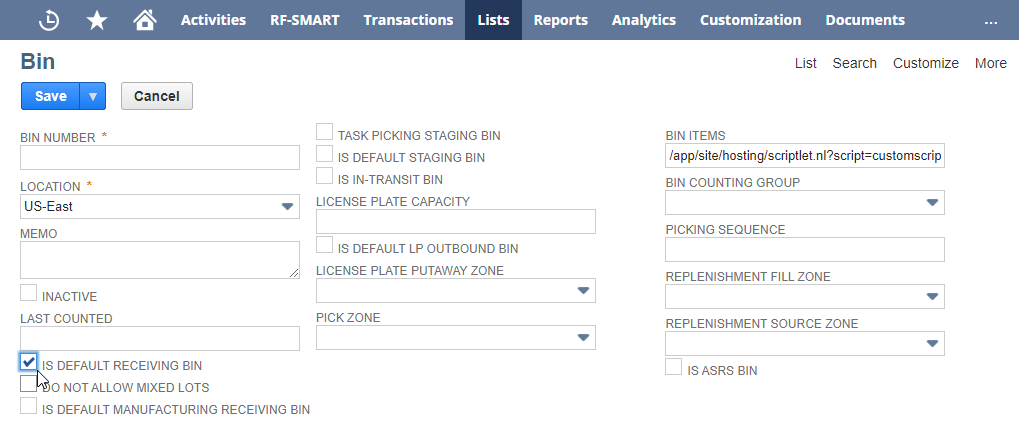 Activities RF-SMART Transactions Lists Reports Analytics Customization Documents ...
Bin
List Search Customize More
Save Cancel
BIN NUMBER *
LOCATION *
US-East
MEMO
INACTIVE
LAST COUNTED
IS DEFAULT RECEIVING BIN
DO NOT ALLOW MIXED LOTS
IS DEFAULT MANUFACTURING RECEIVING BIN
TASK PICKING STAGING BIN
IS DEFAULT STAGING BIN
IS IN-TRANSIT BIN
LICENSE PLATE CAPACITY
IS DEFAULT LP OUTBOUND BIN
LICENSE PLATE PUTAWAY ZONE
PICK ZONE
BIN ITEMS
/app/site/hosting/scriptlet.nl?script=customscrip
BIN COUNTING GROUP
PICKING SEQUENCE
REPLENISHMENT FILL ZONE
REPLENISHMENT SOURCE ZONE
IS ASRS BIN